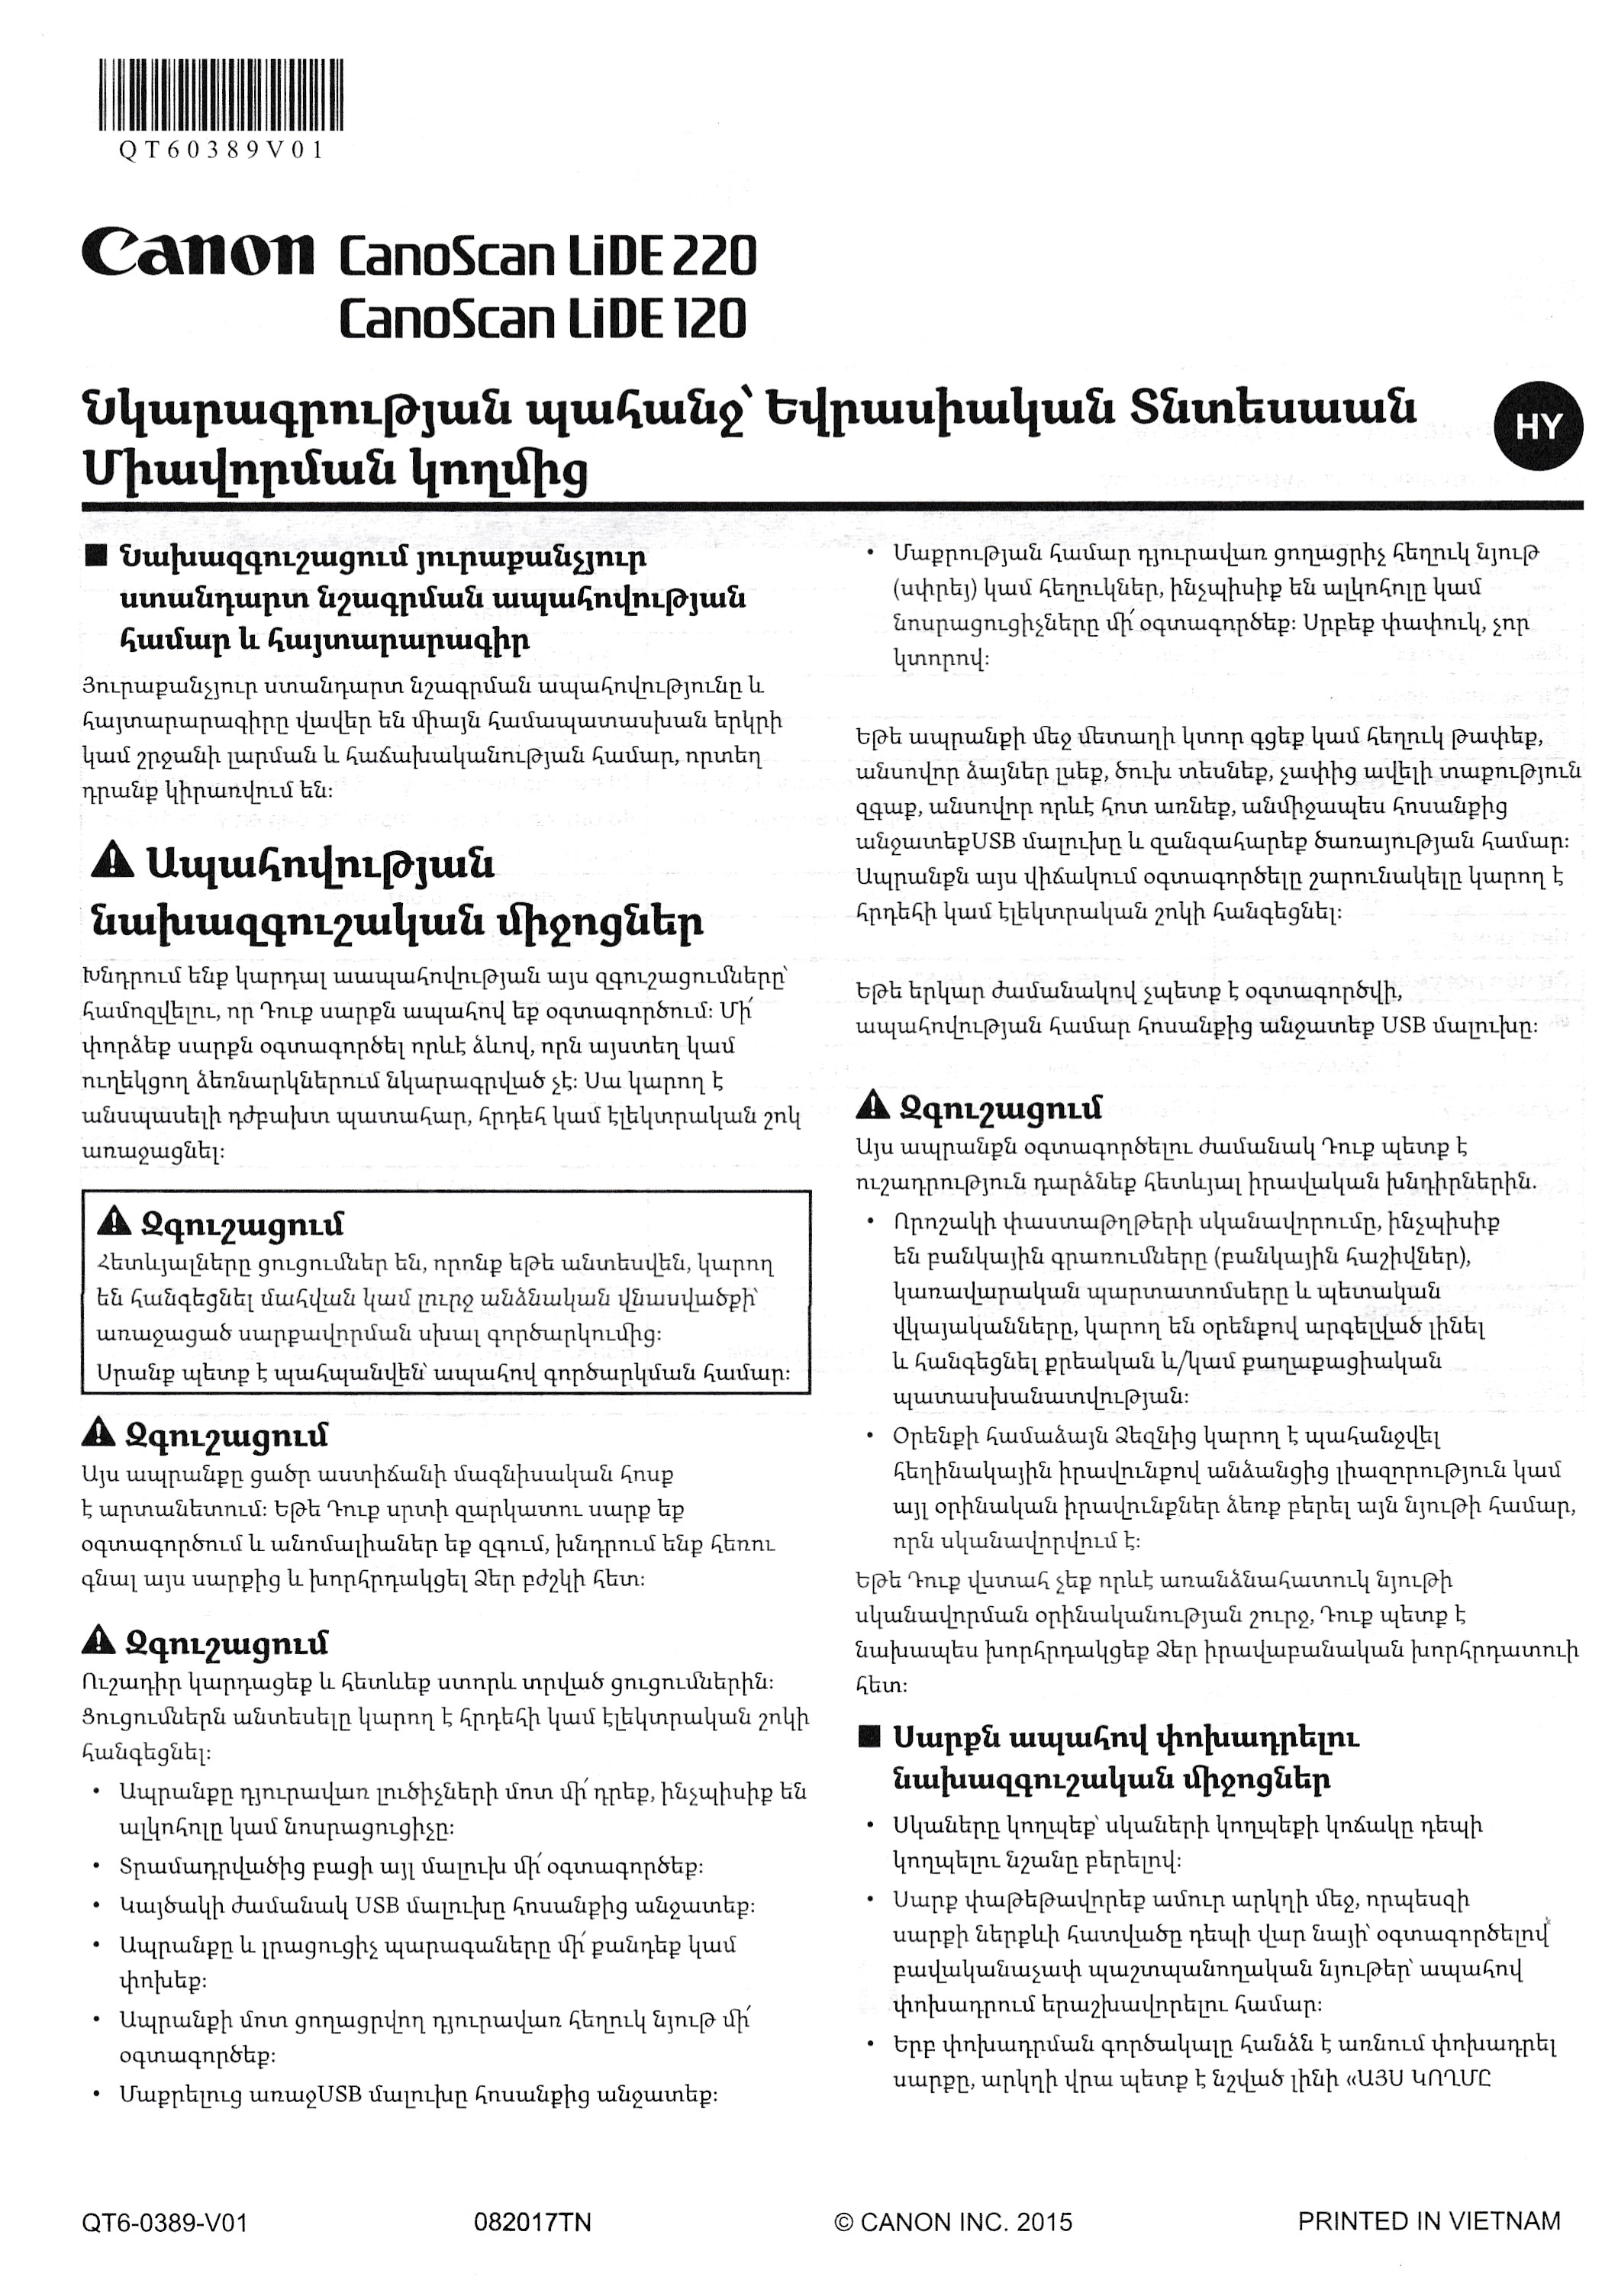 QT60389V01
Canon CanoScan LiDE 220
CanoScan LiDE 120
Նկարագրության պահանջ՝ Եվրասիական Տնտեսաան
Միավորման կողմից
HY
■ Նախազգուշացում յուրաքանչյուր
ստանդարտ նշագրման ապահովության
համար և հայտարարագիր
Յուրաքանչյուր ստանդարտ նշագրման ապահովությունը և
հայտարարագիրը վավեր են միայն համապատասխան երկրի
կամ շրջանի լարման և հաճախականության համար, որտեղ
դրանք կիրառվում են։
Ապահովության
նախազգուշական միջոցներ
Խնդրում ենք կարդալ աապահովության այս զգուշացումները՝
համոզվելու, որ Դուք սարքն ապահով եք օգտագործում։ Մի՛
փորձեք սարքն օգտագործել որևէ ձևով, որն այստեղ կամ
ուղեկցող ձեռնարկներում նկարագրված չէ։ Սա կարող է
անսպասելի դժբախտ պատահար, հրդեհ կամ էլեկտրական շոկ
առաջացնել։
Զգուշացում
Հետևյալները ցուցումներ են, որոնք եթե անտեսվեն, կարող
են հանգեցնել մահվան կամ լուրջ անձնական վնասվածքի՝
առաջացած սարքավորման սխալ գործարկումից։
Սրանք պետք է պահպանվեն՝ ապահով գործարկման համար։
Զգուշացում
Այս ապրանքը ցածր աստիճանի մագնիսական հոսք
է արտանետում։ Եթե Դուք սրտի զարկատու սարք եք
օգտագործում և անոմալիաներ եք զգում, խնդրում ենք հեռու
գնալ այս սարքից և խորհրդակցել Ձեր բժշկի հետ։
Զգուշացում
Ուշադիր կարդացեք և հետևեք ստորև տրված ցուցումներին։
Ցուցումներն անտեսելը կարող է հրդեհի կամ էլեկտրական շոկի
հանգեցնել։
• Ապրանքը դյուրավառ լուծիչների մոտ մի՛ դրեք, ինչպիսիք են
ալկոհոլը կամ նոսրացուցիչը։
• Տրամադրվածից բացի այլ մալուխ մի՛ օգտագործեք։
• Կայծակի ժամանակ USB մալուխը հոսանքից անջատեք։
• Ապրանքը և լրացուցիչ պարագաները մի՛ քանդեք կամ
փոխեք։
• Ապրանքի մոտ ցողացրվող դյուրավառ հեղուկ նյութ մի՛
օգտագործեք։
• Մաքրելուց առաջUSB մալուխը հոսանքից անջատեք։
• Մաքրության համար դյուրավառ ցողացրիչ հեղուկ նյութ
(սփրեյ) կամ հեղուկներ, ինչպիսիք են ալկոհոլը կամ
նոսրացուցիչները մի՛ օգտագործեք։ Սրբեք փափուկ, չոր
կտորով։
Եթե ապրանքի մեջ մետաղի կտոր գցեք կամ հեղուկ թափեք,
անսովոր ձայներ լսեք, ծուխ տեսնեք, չափից ավելի տաքություն
զգաք, անսովոր որևէ հոտ առնեք, անմիջապես հոսանքից
անջատեքUSB մալուխը և զանգահարեք ծառայության համար։
Ապրանքն այս վիճակում օգտագործելը շարունակելը կարող է
հրդեհի կամ էլեկտրական շոկի հանգեցնել։
Եթե երկար ժամանակով չպետք է օգտոագործվի,
ապահովության համար հոսանքից անջատեք USB մալուխը։
Զգուշացում
Այս ապրանքն օգտագործելու ժամանակ Դուք պետք է
ուշադրություն դարձնեք հետևյալ իրավական խնդիրներին.
• Որոշակի փաստաթղթերի սկանավորումը, ինչպիսիք
են բանկային գրառումները (բանկային հաշիվներ),
կառավարական պարտատոմսերը և պետական
վկայականները, կարող են օրենքով արգելված լինել
և հանգեցնել քրեական և/կամ քաղաքացիական
պատասխանատվության։
• Օրենքի համաձայն Ձեզնից կարող է պահանջվել
հեղինակային իրավունքով անձանցից լիազորություն կամ
այլ օրինական իրավունքներ ձեռք բերել այն նյութի համար,
որն սկանավորվում է։
Եթե Դուք վստահ չեք որևէ առանձնահատուկ նյութի
սկանավորման օրինականության շուրջ, Դուք պետք է
նախապես խորհրդակցեք Ձեր իրավաբանական խորհրդատուի
հետ։
■ Սարքն ապահով փոխադրելու
նախազգուշական միջոցներ
• Սկաները կողպեք՝ սկաների կողպեքի կոճակը դեպի
կողպելու նշանը բերելով։
• Սարք փաթեթավորեք ամուր արկղի մեջ, որպեսզի
սարքի ներքևի հատվածը դեպի վար նայի՝ օգտագործելով՝
բավականաչափ պաշտպանողական նյութեր՝ ապահով
փոխադրում երաշխավորելու համար։
• Երբ փոխադրման գործակալը հանձն է առնում փոխադրել
սարքը, արկղի վրա պետք է նշված լինի «ԱՅՍ ԿՈՂՄԸ
QT6-0389-V01 082017TN © CANON INC. 2015 PRINTED IN VIETNAM